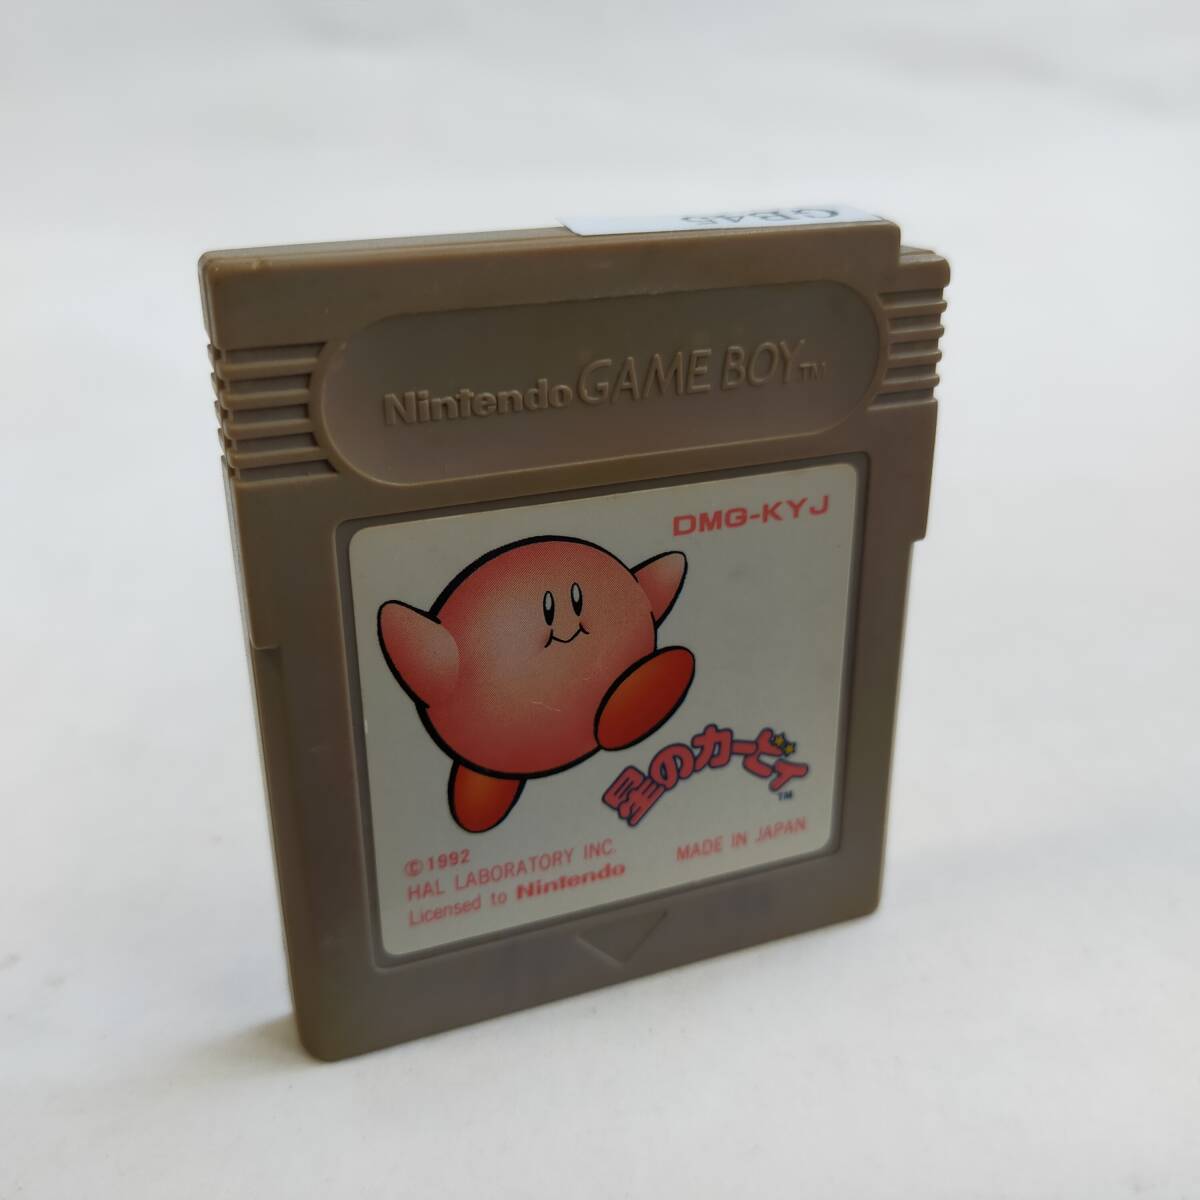 GB45
Nintendo GAME BOY™
DMG-KYJ
星のカービィ™
©1992
HAL LABORATORY INC.
MADE IN JAPAN
Licensed to Nintendo